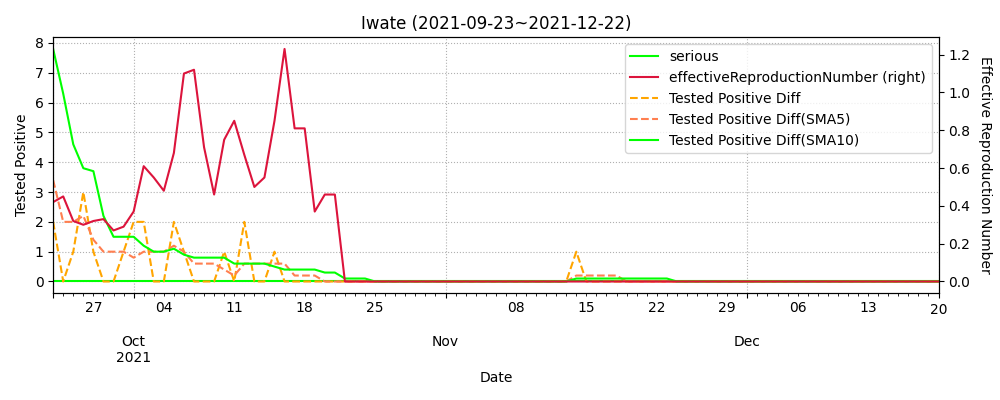 Iwate (2021-09-23~2021-12-22)
serious
effectiveReproductionNumber (right)
Tested Positive Diff
Tested Positive Diff(SMA5)
Tested Positive Diff(SMA10)
Tested Positive
8
7
6
5
4
3
2
1
0
1.2
1.0
0.8
0.6
0.4
0.2
0.0
Effective Reproduction Number
27 04 11 18 25 08 15 22 29 06 13 20
Oct Nov Dec
2021
Date